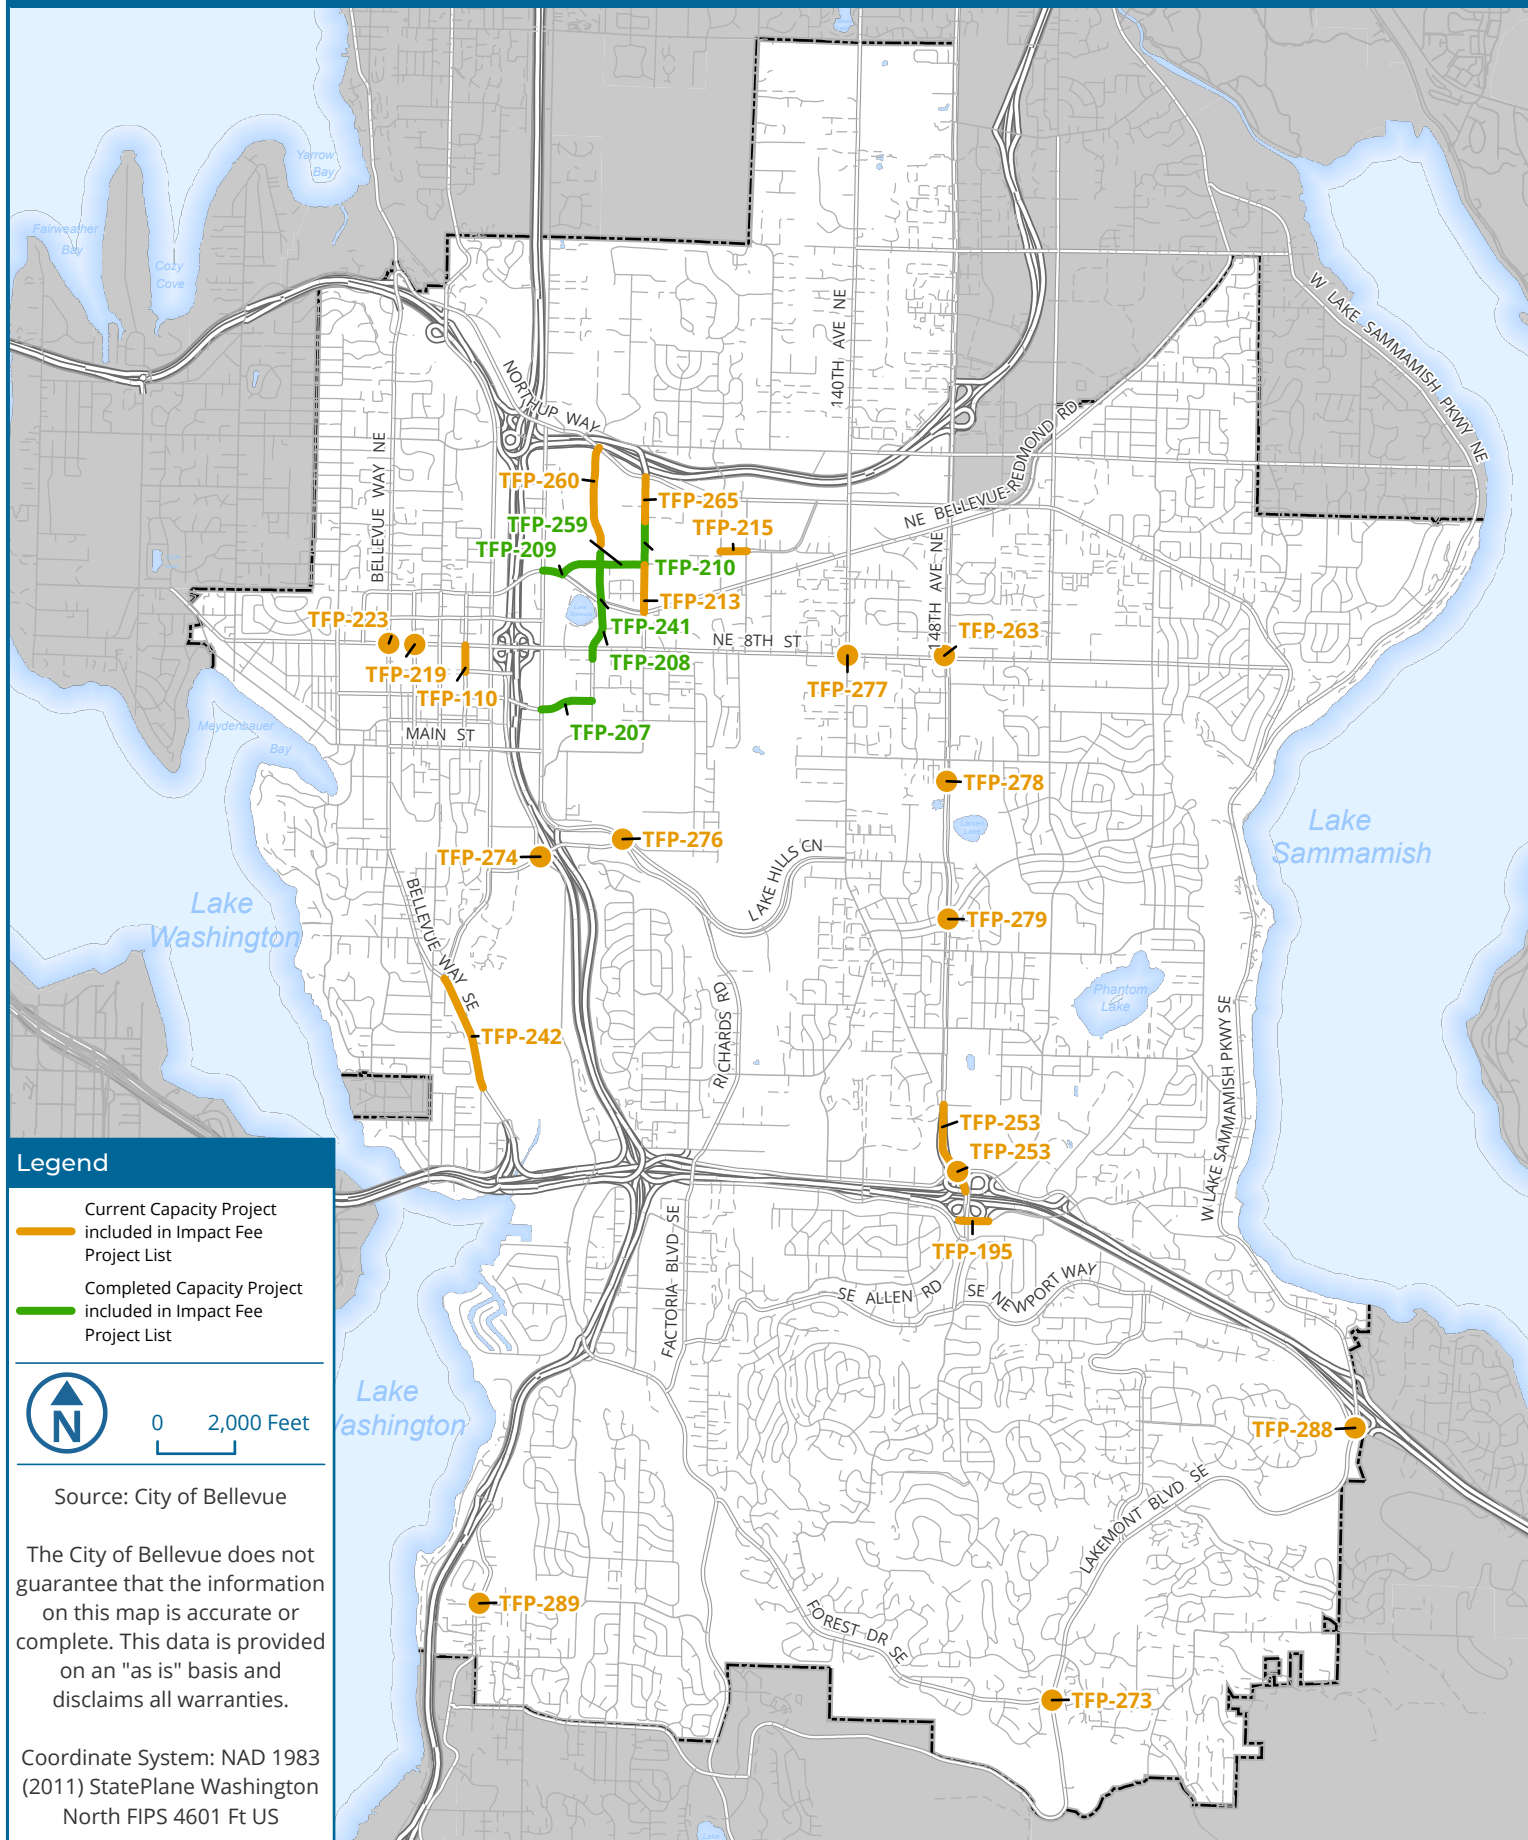 Yarrow
Bay
Fairweather
Bay
Cozy
Cove
W LAKE SAMMAMISH PKWY NE
140TH AVE NE
NORTHUP WAY
NE BELLEVUE-REDMOND RD
BELLEVUE WAY NE
148TH AVE NE
TFP-260
TFP-265
TFP-259
TFP-215
TFP-209
TFP-210
TFP-213
TFP-223
TFP-241
NE 8TH ST
TFP-263
TFP-219
TFP-208
TFP-110
TFP-277
Meydenbauer
Bay
MAIN ST
TFP-207
TFP-278
Larsen
Lake
Lake
Sammamish
TFP-276
TFP-274
LAKE HILLS CN
BELLEVUE WAY SE
Lake
Washington
TFP-279
Phantom
Lake
RICHARDS RD
TFP-242
W LAKE SAMMAMISH PKWY SE
TFP-253
TFP-253
TFP-195
FACTORIA BLVD SE
SE ALLEN RD
SE NEWPORT WAY
Lake
Washington
TFP-288
LAKEMONT BLVD SE
TFP-289
FOREST DR SE
TFP-273
Lake
Legend
Current Capacity Project
included in Impact Fee
Project List
Completed Capacity Project
included in Impact Fee
Project List
N
0 2,000 Feet
Source: City of Bellevue
The City of Bellevue does not
guarantee that the information
on this map is accurate or
complete. This data is provided
on an "as is" basis and
disclaims all warranties.
Coordinate System: NAD 1983
(2011) StatePlane Washington
North FIPS 4601 Ft US